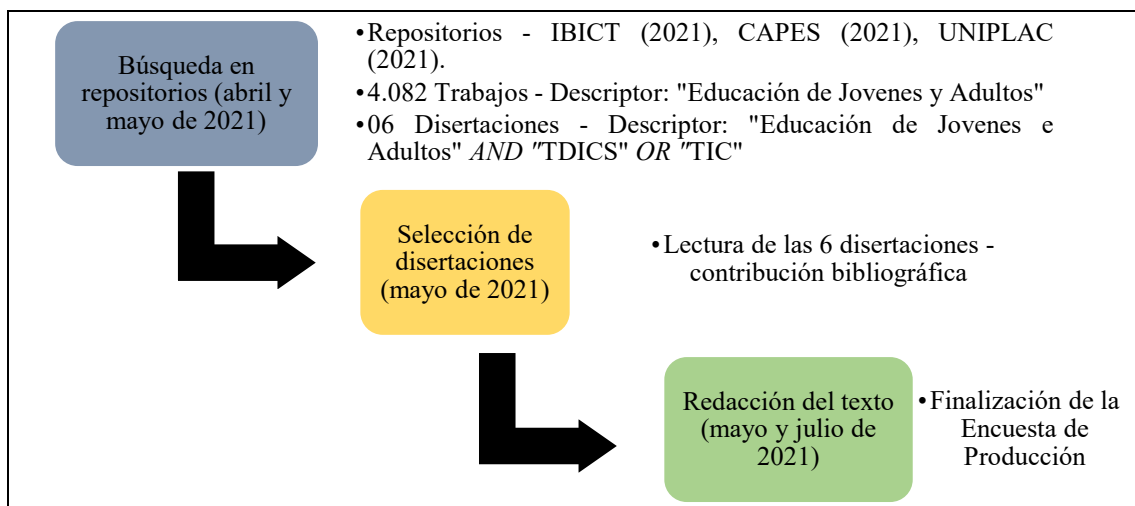 Búsqueda en
repositorios (abril y
mayo de 2021)
•Repositorios - IBICT (2021), CAPES (2021), UNIPLAC
(2021).
•4.082 Trabajos - Descriptor: "Educación de Jovenes y Adultos"
•06 Disertaciones - Descriptor: "Educación de Jovenes e
Adultos" AND "TDICS" OR "TIC"
Selección de
disertaciones
(mayo de 2021)
•Lectura de las 6 disertaciones -
contribución bibliográfica
Redacción del texto
(mayo y julio de
2021)
•Finalización de la
Encuesta de
Producción